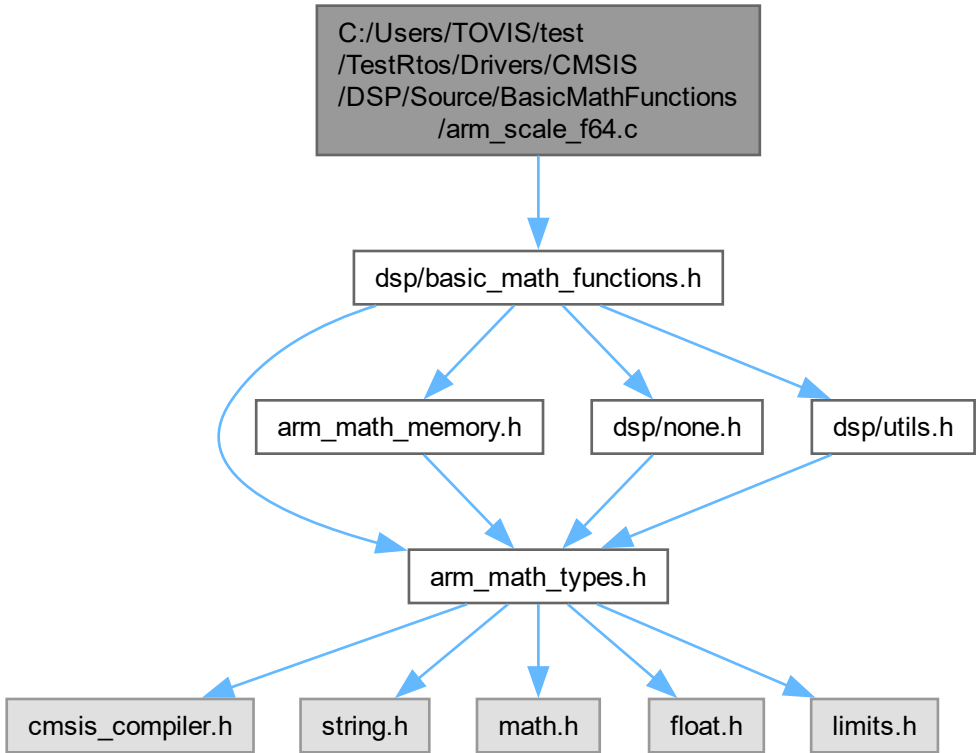 C:/Users/TOVIS/test
/TestRtos/Drivers/CMSIS
/DSP/Source/BasicMathFunctions
/arm_scale_f64.c
dsp/basic_math_functions.h
arm_math_memory.h
dsp/none.h
dsp/utils.h
arm_math_types.h
cmsis_compiler.h
string.h
math.h
float.h
limits.h